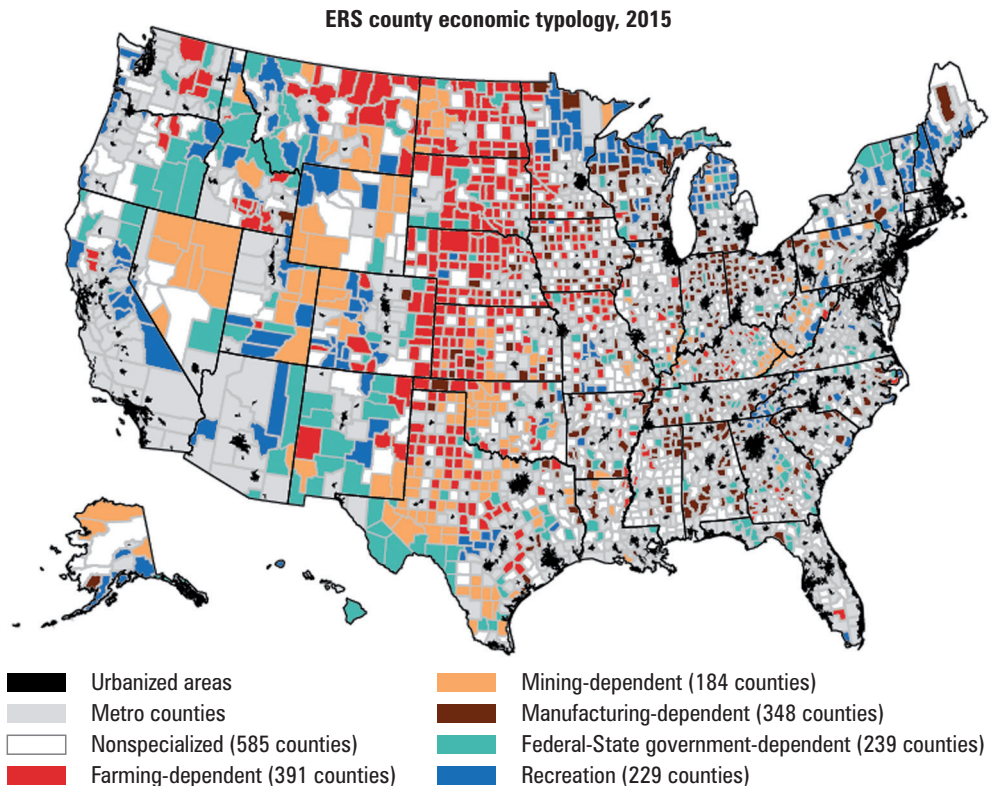 ERS county economic typology, 2015
Urbanized areas
Metro counties
Nonspecialized (585 counties)
Farming-dependent (391 counties)
Mining-dependent (184 counties)
Manufacturing-dependent (348 counties)
Federal-State government-dependent (239 counties)
Recreation (229 counties)